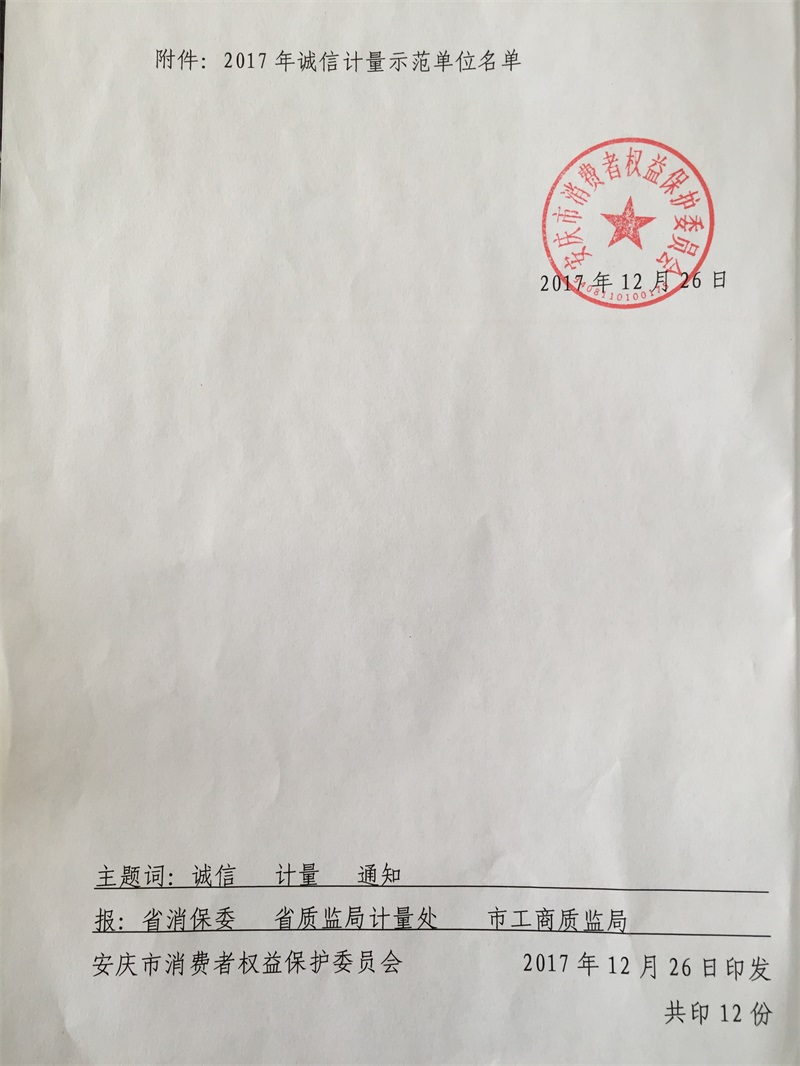 附件：2017年诚信计量示范单位名单
安庆市消费者权益保护委员会
2017年12月26日
主题词：诚信 计量 通知
报：省消保委 省质监局计量处 市工商质监局
安庆市消费者权益保护委员会 2017年12月26日印发
共印12份